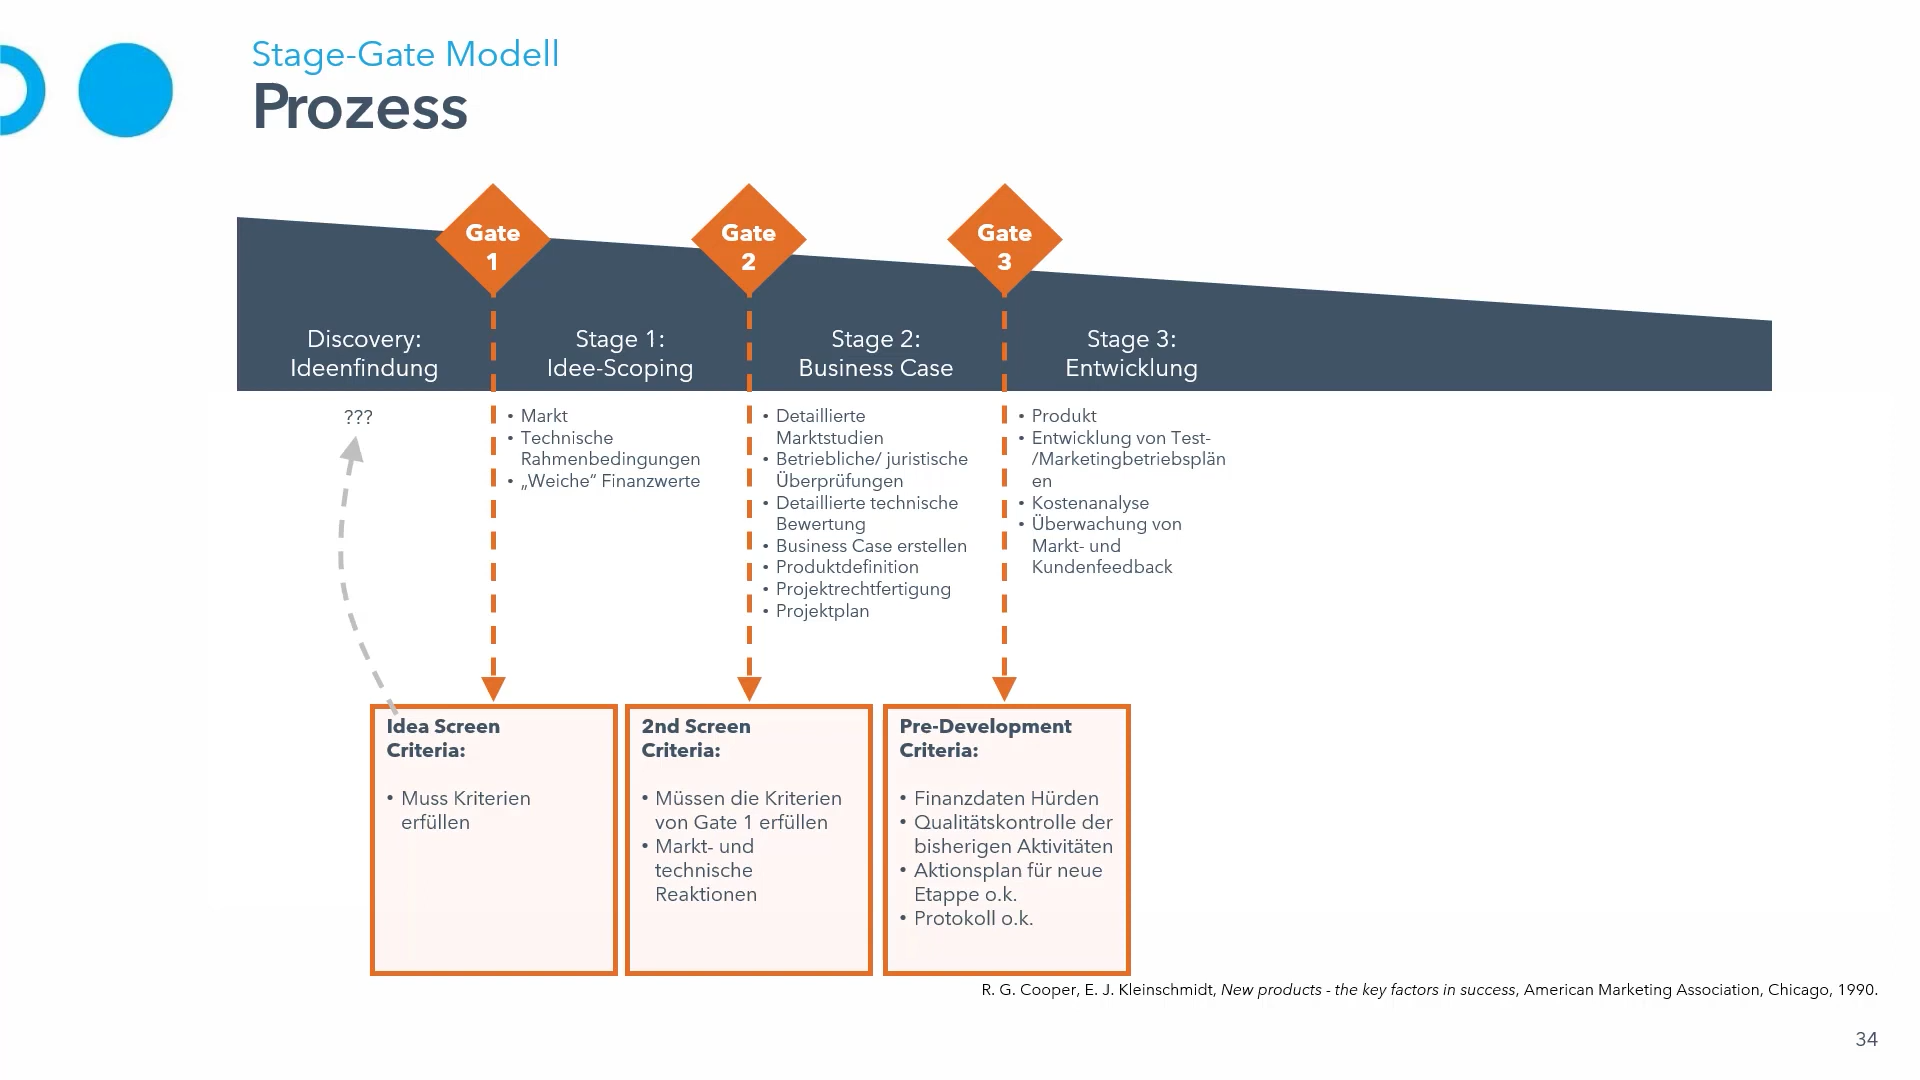 Stage-Gate Modell
Prozess
Gate
1
Gate
2
Gate
3
Discovery:
Ideenfindung
Stage 1:
Idee-Scoping
Stage 2:
Business Case
Stage 3:
Entwicklung
???
• Markt
• Technische
Rahmenbedingungen
• „Weiche“ Finanzwerte
• Detaillierte
Marktstudien
• Betriebliche/ juristische
Überprüfungen
• Detaillierte technische
Bewertung
• Business Case erstellen
• Produktdefinition
• Projektrechtfertigung
• Projektplan
• Produkt
• Entwicklung von Test-
/Marketingbetriebsplän
en
• Kostenanalyse
• Überwachung von
Markt- und
Kundenfeedback
Idea Screen
Criteria:
• Muss Kriterien
erfüllen
2nd Screen
Criteria:
• Müssen die Kriterien
von Gate 1 erfüllen
• Markt- und
technische
Reaktionen
Pre-Development
Criteria:
• Finanzdaten Hürden
• Qualitätskontrolle der
bisherigen Aktivitäten
• Aktionsplan für neue
Etappe o.k.
• Protokoll o.k.
R. G. Cooper, E. J. Kleinschmidt, New products - the key factors in success, American Marketing Association, Chicago, 1990.
34